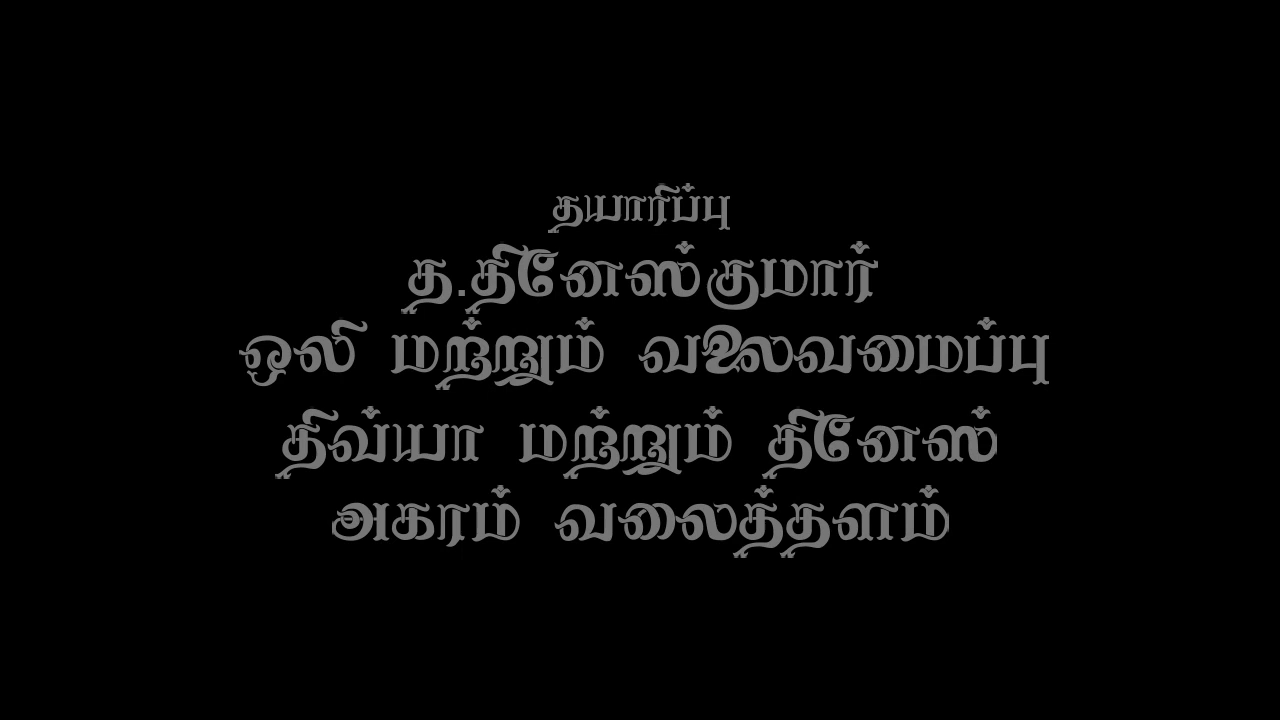 தயாரிப்பு
த.தினேஸ்குமார்
ஒலி மற்றும் வலைவமைப்பு
திவ்யா மற்றும் தினேஸ்
அகரம் வலைத்தளம்